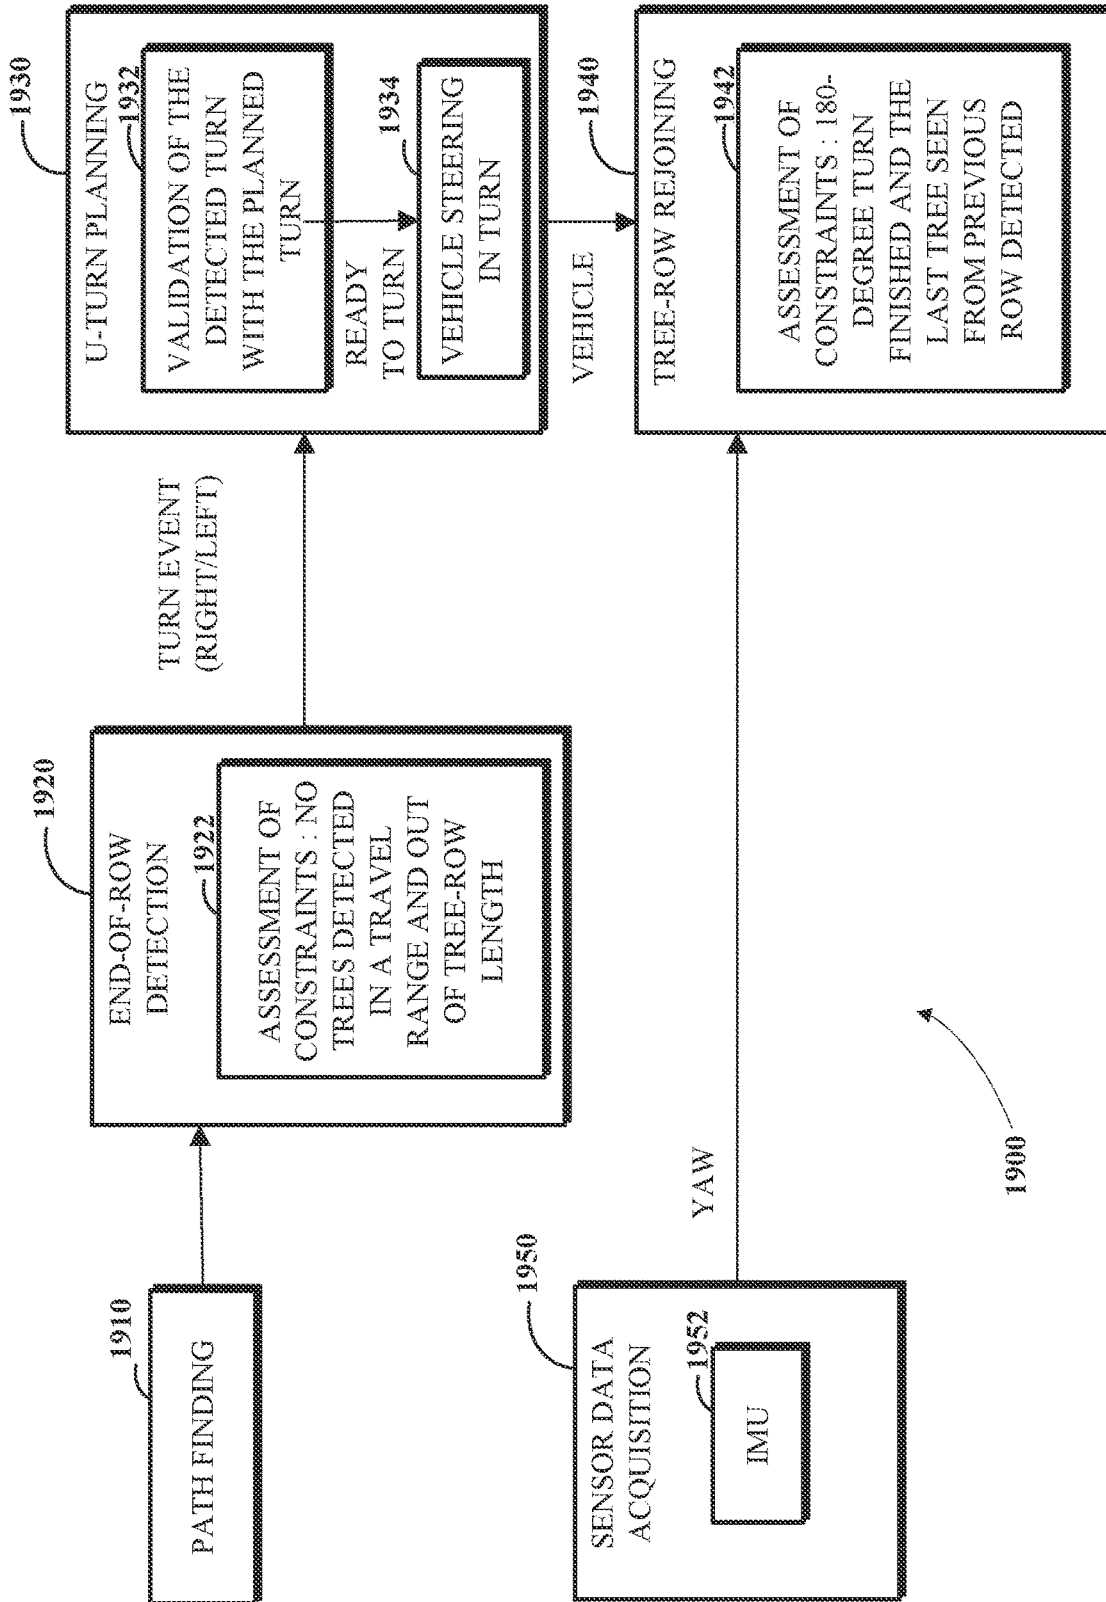 1910
PATH FINDING
1920
END-OF-ROW
DETECTION
1922
ASSESSMENT OF
CONSTRAINTS : NO
TREES DETECTED
IN A TRAVEL
RANGE AND OUT
OF TREE-ROW
LENGTH
TURN EVENT
(RIGHT/LEFT)
1930
U-TURN PLANNING
1932
VALIDATION OF THE
DETECTED TURN
WITH THE PLANNED
TURN
READY
TO TURN
1934
VEHICLE STEERING
IN TURN
VEHICLE
1950
SENSOR DATA
ACQUISITION
1952
IMU
YAW
1940
TREE-ROW REJOINING
1942
ASSESSMENT OF
CONSTRAINTS : 180-
DEGREE TURN
FINISHED AND THE
LAST TREE SEEN
FROM PREVIOUS
ROW DETECTED
1900